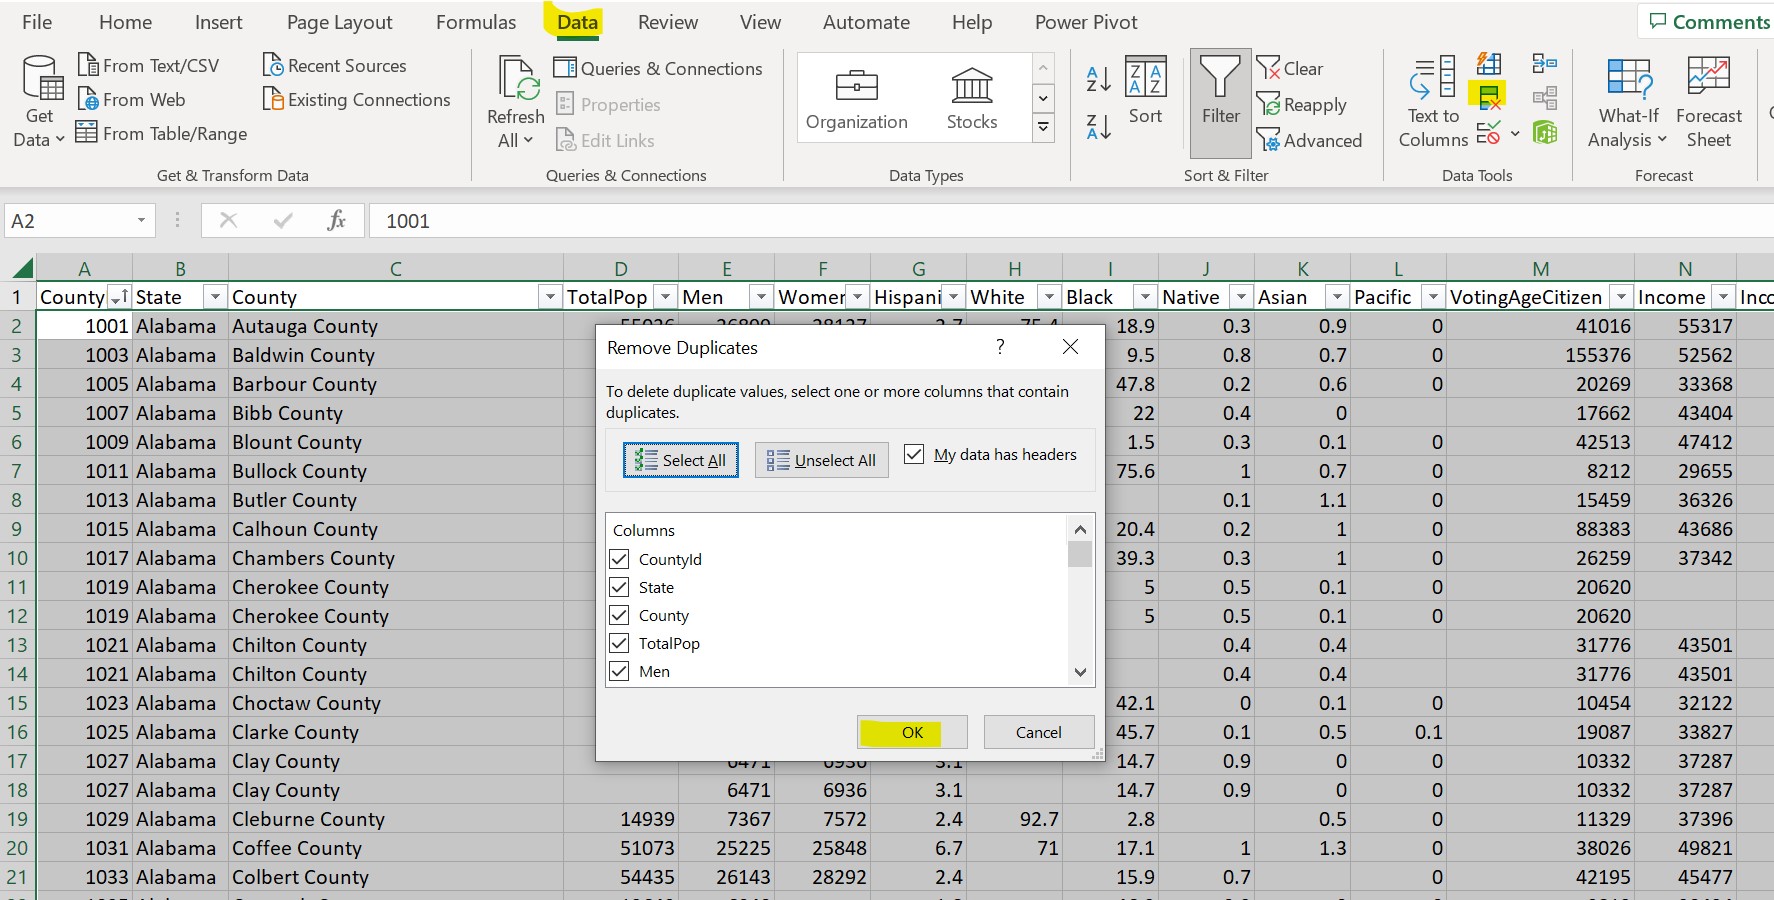 File Home Insert Page Layout Formulas Data Review View Automate Help Power Pivot Comments
Get Data
From Text/CSV
From Web
From Table/Range
Recent Sources
Existing Connections
Get & Transform Data
Refresh All
Queries & Connections
Properties
Edit Links
Queries & Connections
Organization
Stocks
Data Types
Sort
Filter
Clear
Reapply
Advanced
Sort & Filter
Text to Columns
Data Tools
What-If Analysis
Forecast Sheet
Forecast
A2 fx 1001
A B C D E F G H I J K L M N
1 County State County TotalPop Men Women Hispani White Black Native Asian Pacific VotingAgeCitizen Income Inco
2 1001 Alabama Autauga County 18.9 0.3 0.9 0 41016 55317
3 1003 Alabama Baldwin County 9.5 0.8 0.7 0 155376 52562
4 1005 Alabama Barbour County 47.8 0.2 0.6 0 20269 33368
5 1007 Alabama Bibb County 22 0.4 0 17662 43404
6 1009 Alabama Blount County 1.5 0.3 0.1 0 42513 47412
7 1011 Alabama Bullock County 75.6 1 0.7 0 8212 29655
8 1013 Alabama Butler County 0.1 1.1 0 15459 36326
9 1015 Alabama Calhoun County 20.4 0.2 1 0 88383 43686
10 1017 Alabama Chambers County 39.3 0.3 1 0 26259 37342
11 1019 Alabama Cherokee County 5 0.5 0.1 0 20620
12 1019 Alabama Cherokee County 5 0.5 0.1 0 20620
13 1021 Alabama Chilton County 0.4 0.4 31776 43501
14 1021 Alabama Chilton County 0.4 0.4 31776 43501
15 1023 Alabama Choctaw County 42.1 0 0.1 0 10454 32122
16 1025 Alabama Clarke County 45.7 0.1 0.5 0.1 19087 33827
17 1027 Alabama Clay County 14.7 0.9 0 0 10332 37287
18 1027 Alabama Clay County 6471 6936 3.1 14.7 0.9 0 0 10332 37287
19 1029 Alabama Cleburne County 14939 7367 7572 2.4 92.7 2.8 0.5 0 11329 37396
20 1031 Alabama Coffee County 51073 25225 25848 6.7 71 17.1 1 1.3 0 38026 49821
21 1033 Alabama Colbert County 54435 26143 28292 2.4 15.9 0.7 0 42195 45477
Remove Duplicates ?
To delete duplicate values, select one or more columns that contain
duplicates.
Select All Unselect All My data has headers
Columns
CountyId
State
County
TotalPop
Men
OK Cancel